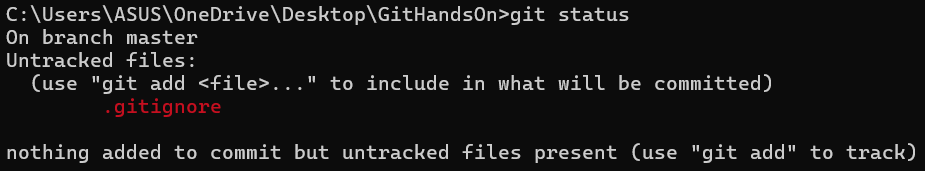 C:\Users\ASUS\OneDrive\Desktop\GitHandsOn>git status
On branch master
Untracked files:
  (use "git add <file>..." to include in what will be committed)
        .gitignore

nothing added to commit but untracked files present (use "git add" to track)